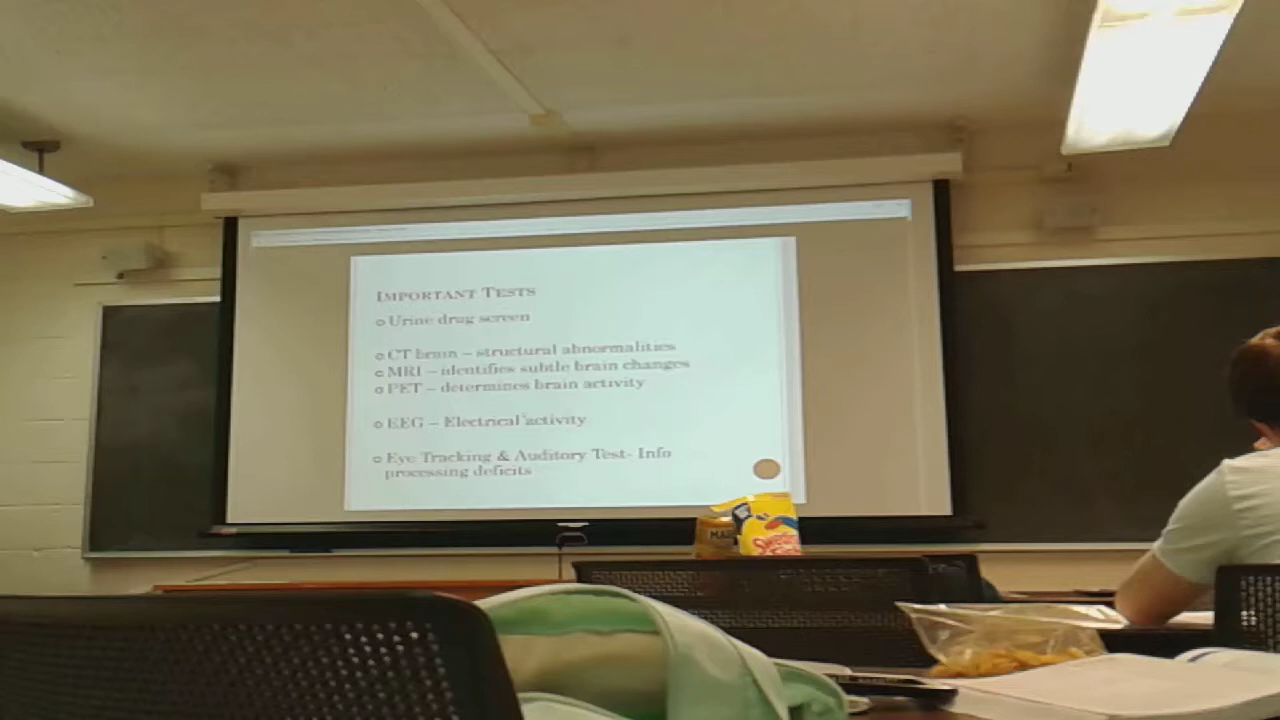 IMPORTANT TESTS
Urine drug screen
CT brain – structural abnormalities
MRI – identifies subtle brain changes
PET – determines brain activity
EEG – Electrical activity
Eye Tracking & Auditory Test- Info
processing deficits